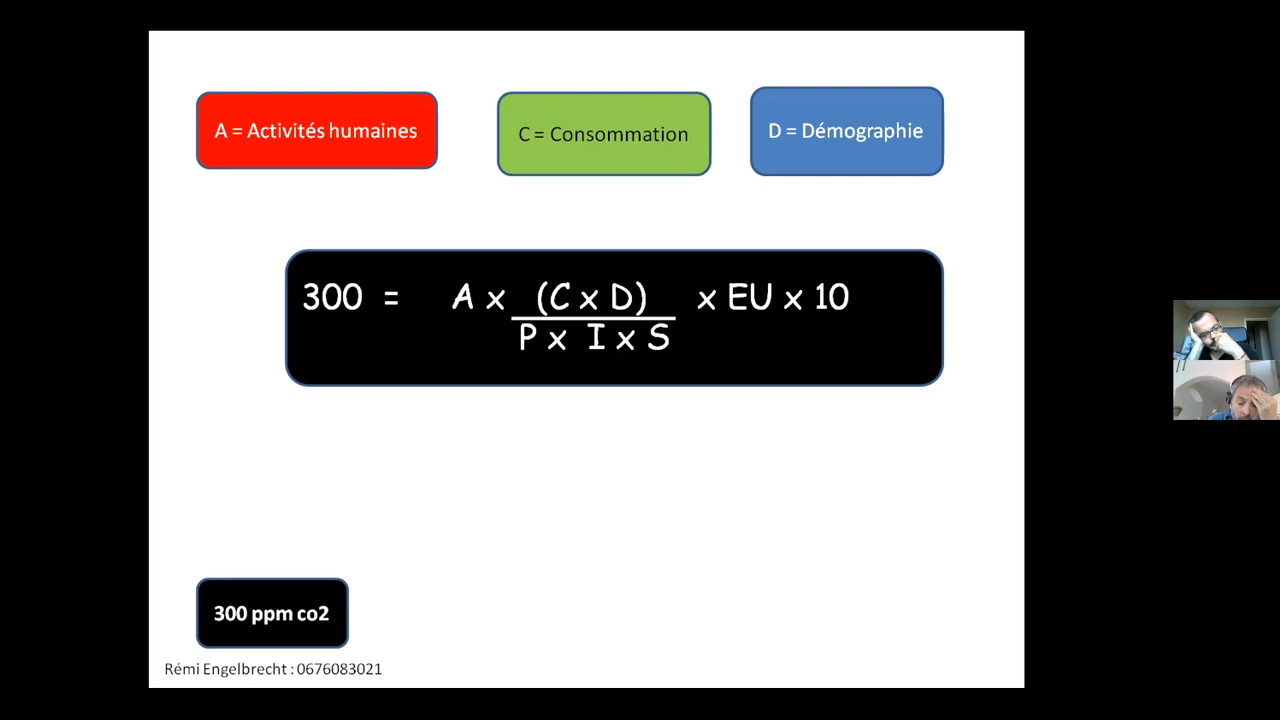 A = Activités humaines
C = Consommation
D = Démographie
300 = A x (C x D) x EU x 10
P x I x S
300 ppm co2
Rémi Engelbrecht : 0676083021